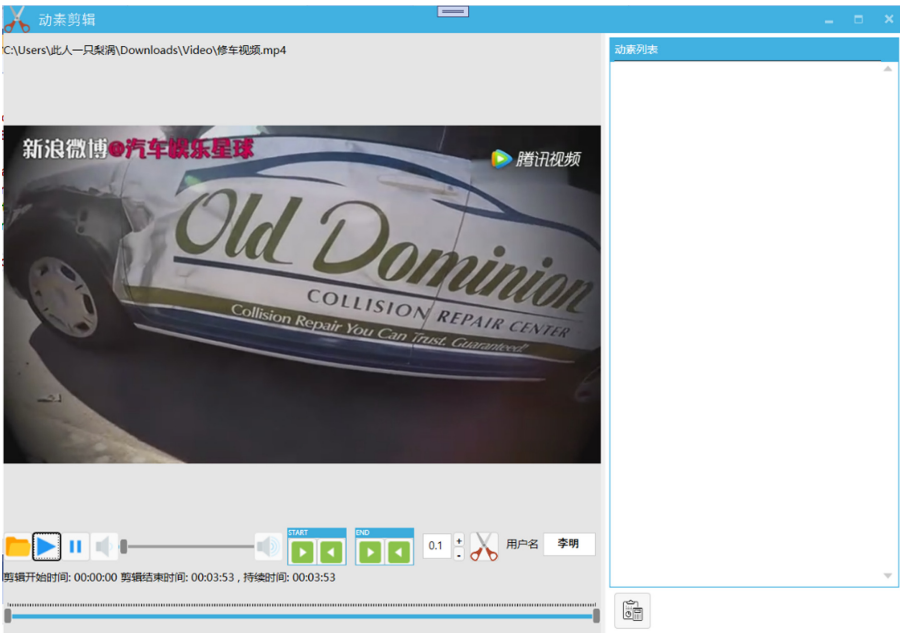 动素剪辑
C:\Users\此人一只梨涡\Downloads\Video\修车视频.mp4
动素列表
新浪微博@汽车娱乐星球
腾讯视频
Old Dominion
COLLISION REPAIR CENTER
Collision Repair You Can Trust. Guaranteed!
START
END
0.1
+
-
用户名
李明
剪辑开始时间: 00:00:00 剪辑结束时间: 00:03:53 , 持续时间: 00:03:53